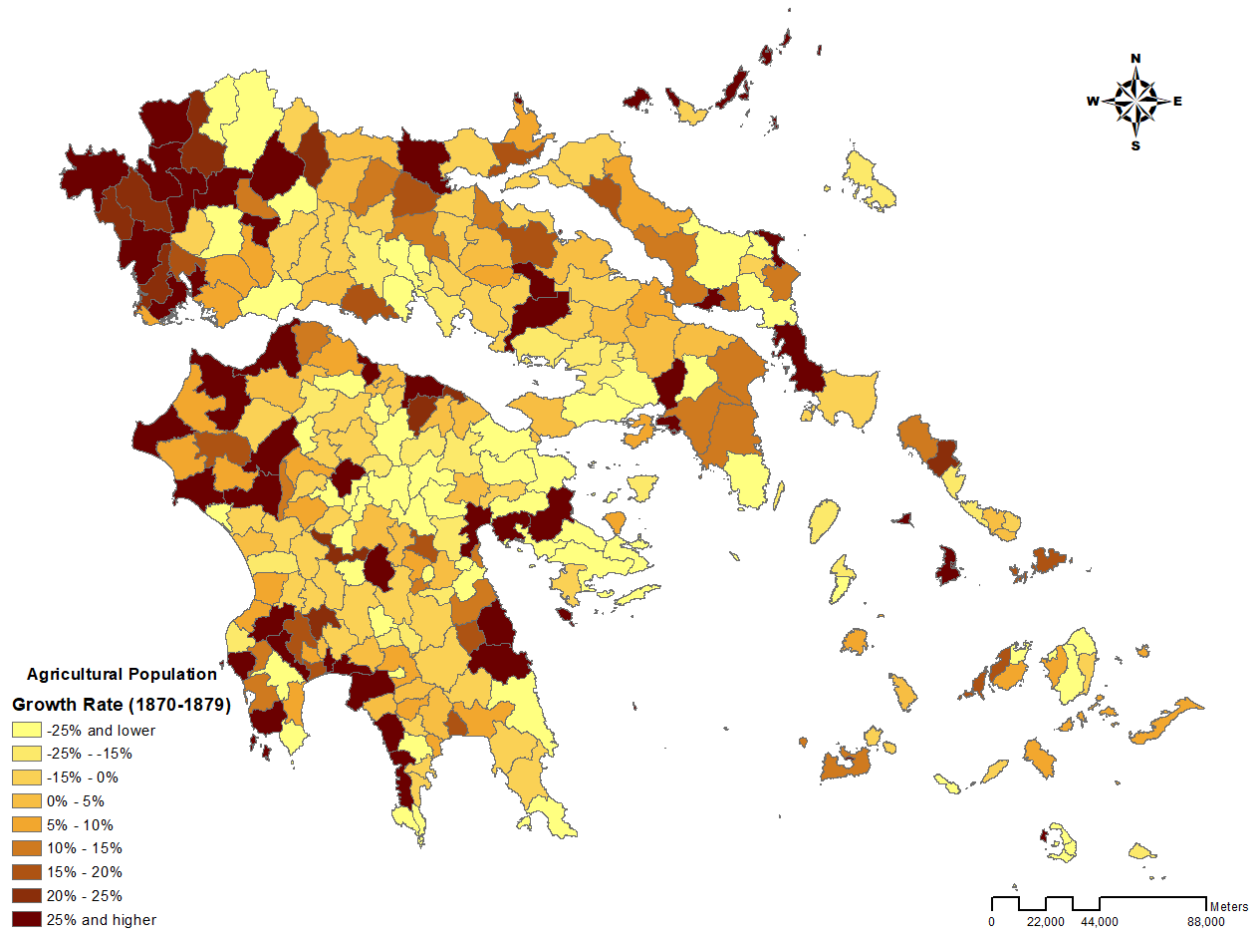 N
W E
S
Agricultural Population
Growth Rate (1870-1879)
-25% and lower
-25% - -15%
-15% - 0%
0% - 5%
5% - 10%
10% - 15%
15% - 20%
20% - 25%
25% and higher
Meters
0 22,000 44,000 88,000